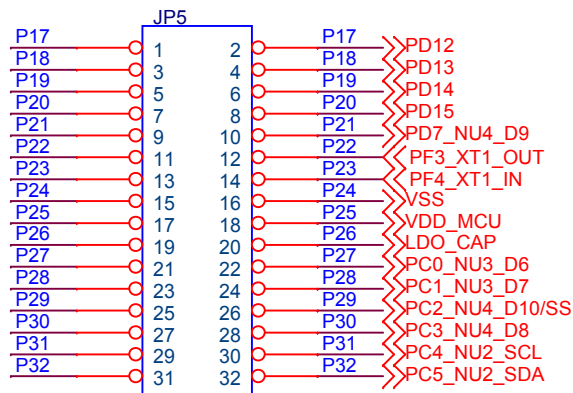 JP5
P17 1 2 P17 PD12
P18 3 4 P18 PD13
P19 5 6 P19 PD14
P20 7 8 P20 PD15
P21 9 10 P21 PD7_NU4_D9
P22 11 12 P22 PF3_XT1_OUT
P23 13 14 P23 PF4_XT1_IN
P24 15 16 P24 VSS
P25 17 18 P25 VDD_MCU
P26 19 20 P26 LDO_CAP
P27 21 22 P27 PC0_NU3_D6
P28 23 24 P28 PC1_NU3_D7
P29 25 26 P29 PC2_NU4_D10/SS
P30 27 28 P30 PC3_NU4_D8
P31 29 30 P31 PC4_NU2_SCL
P32 31 32 P32 PC5_NU2_SDA